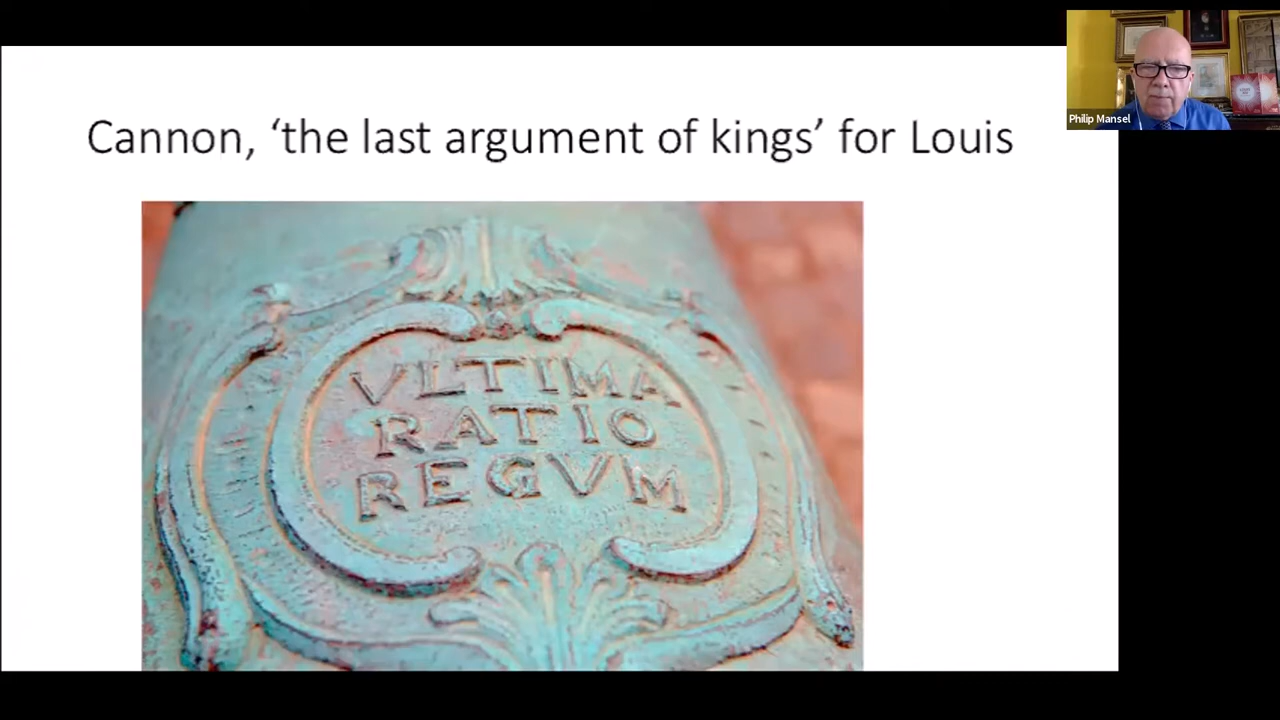 Cannon, ‘the last argument of kings’ for Louis
Philip Mansel
VLTIMA
RATIO
REGVM